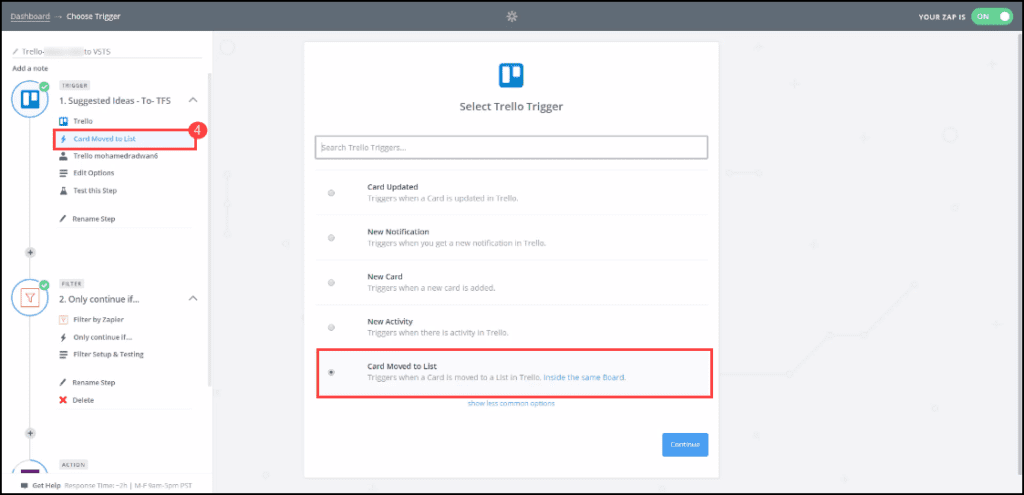 Dashboard → Choose Trigger
YOUR ZAP IS ON
Trello- to VSTS
Add a note
TRIGGER
1. Suggested Ideas - To- TFS
Trello
Card Moved to List
4
Trello mohamedradwan6
Edit Options
Test this Step
Rename Step
FILTER
2. Only continue if...
Filter by Zapier
Only continue if...
Filter Setup & Testing
Rename Step
Delete
ACTION
Get Help Response Time: ~2h | M-F 9am-5pm PST
Select Trello Trigger
Search Trello Triggers...
Card Updated
Triggers when a Card is updated in Trello.
New Notification
Triggers when you get a new notification in Trello.
New Card
Triggers when a new card is added.
New Activity
Triggers when there is activity in Trello.
Card Moved to List
Triggers when a Card is moved to a List in Trello, Inside the same Board.
show less common options
Continue